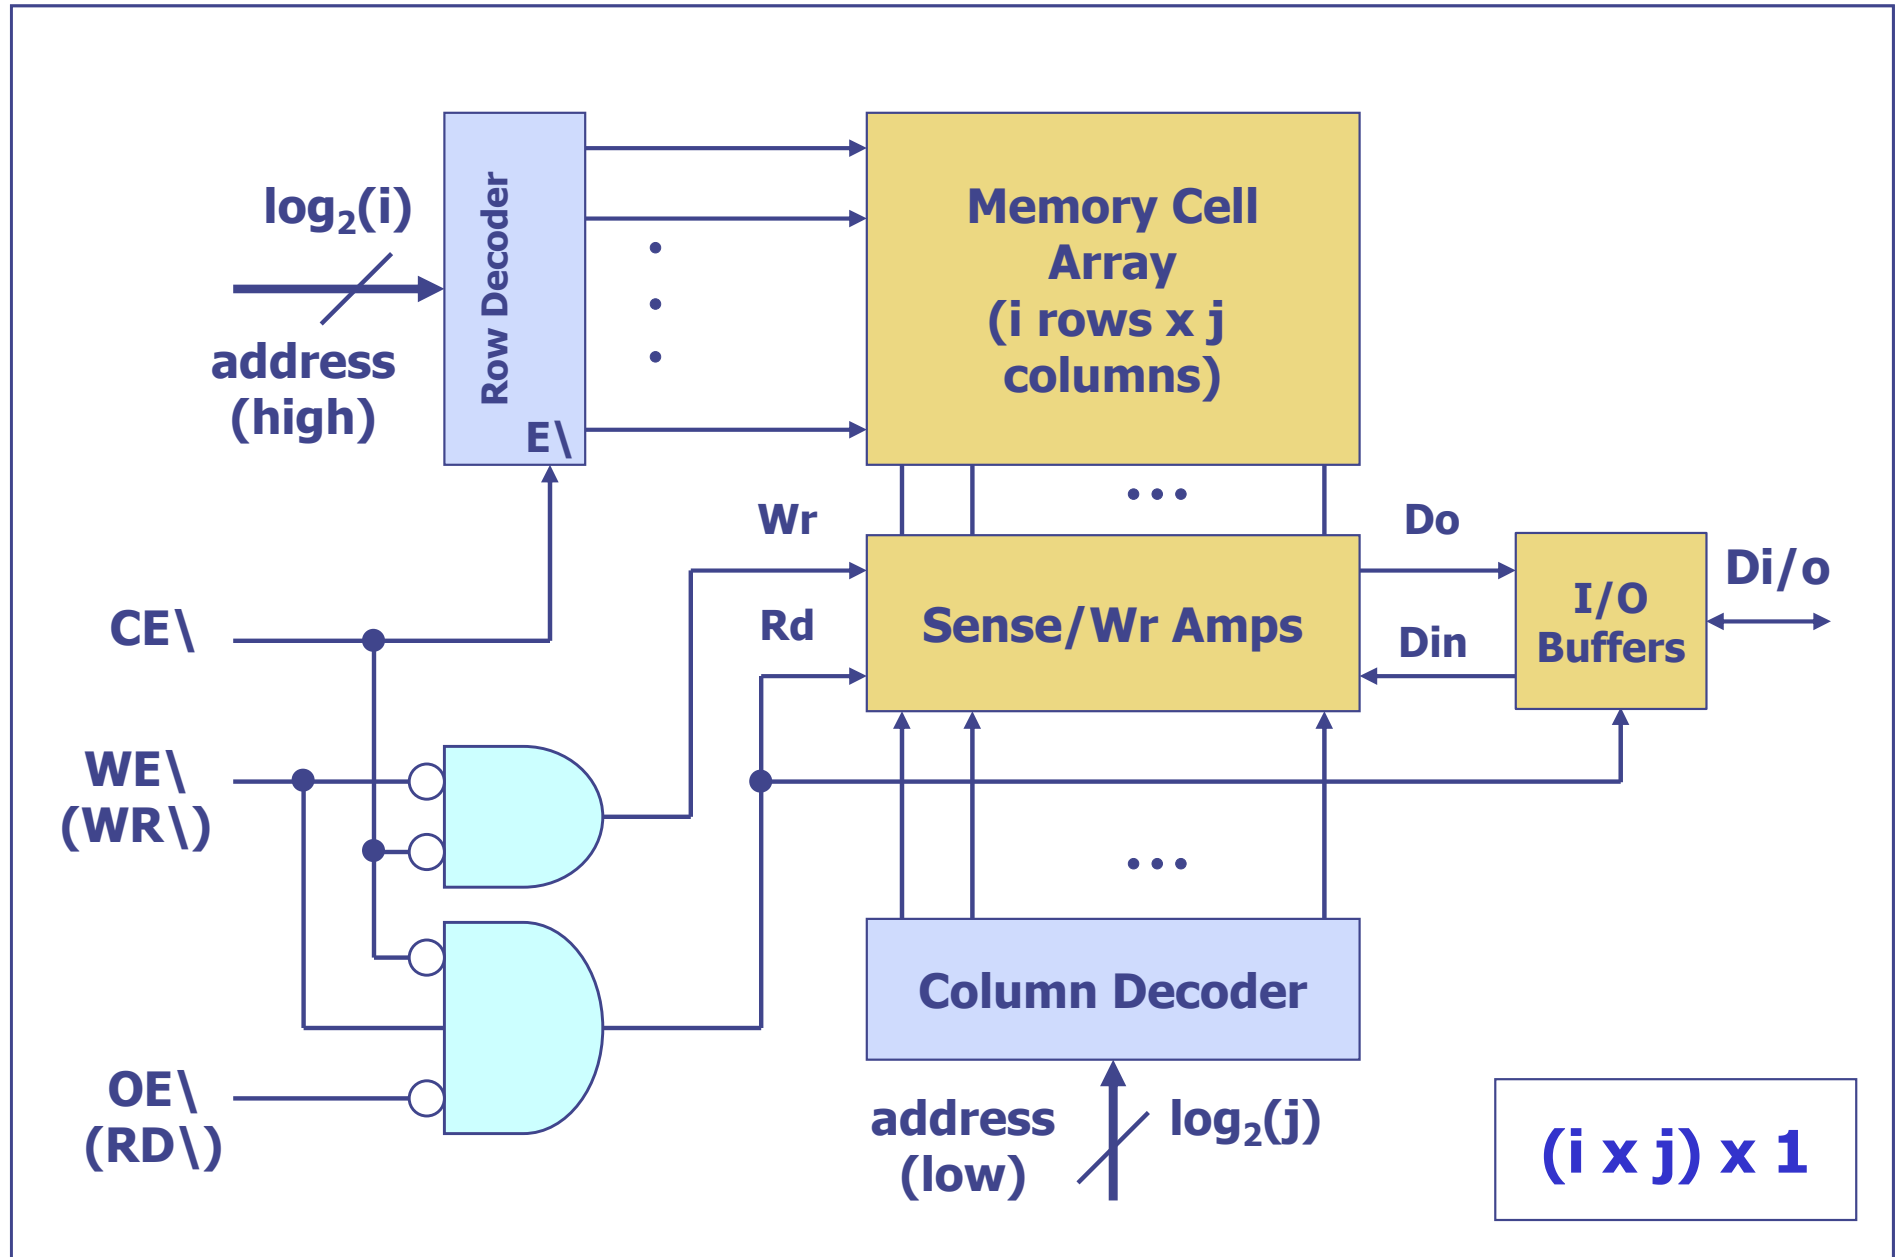 log₂(i)
address
(high)
Row Decoder
E\
Memory Cell
Array
(i rows x j
columns)
Wr
Rd
Do
Din
Sense/Wr Amps
I/O
Buffers
Di/o
CE\
WE\
(WR\)
OE\
(RD\)
Column Decoder
address
(low)
log₂(j)
(i x j) x 1